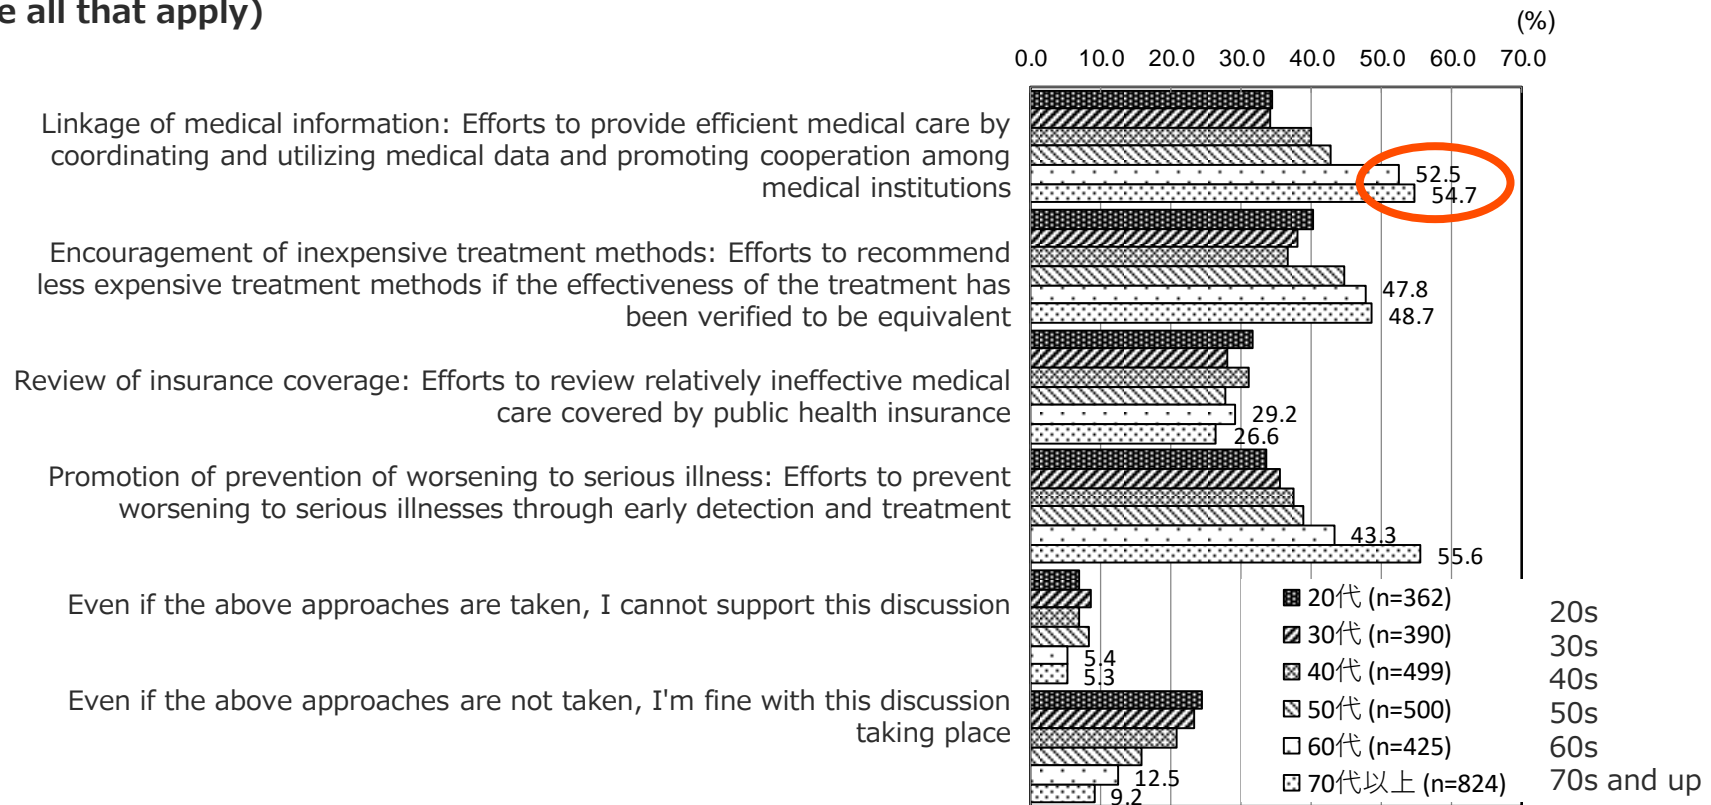 e all that apply)
(%)
0.0 10.0 20.0 30.0 40.0 50.0 60.0 70.0
Linkage of medical information: Efforts to provide efficient medical care by
coordinating and utilizing medical data and promoting cooperation among
medical institutions
52.5
54.7
Encouragement of inexpensive treatment methods: Efforts to recommend
less expensive treatment methods if the effectiveness of the treatment has
been verified to be equivalent
47.8
48.7
Review of insurance coverage: Efforts to review relatively ineffective medical
care covered by public health insurance
29.2
26.6
Promotion of prevention of worsening to serious illness: Efforts to prevent
worsening to serious illnesses through early detection and treatment
43.3
55.6
Even if the above approaches are taken, I cannot support this discussion
5.4
5.3
Even if the above approaches are not taken, I'm fine with this discussion
taking place
12.5
9.2
20代 (n=362)
30代 (n=390)
40代 (n=499)
50代 (n=500)
60代 (n=425)
70代以上 (n=824)
20s
30s
40s
50s
60s
70s and up